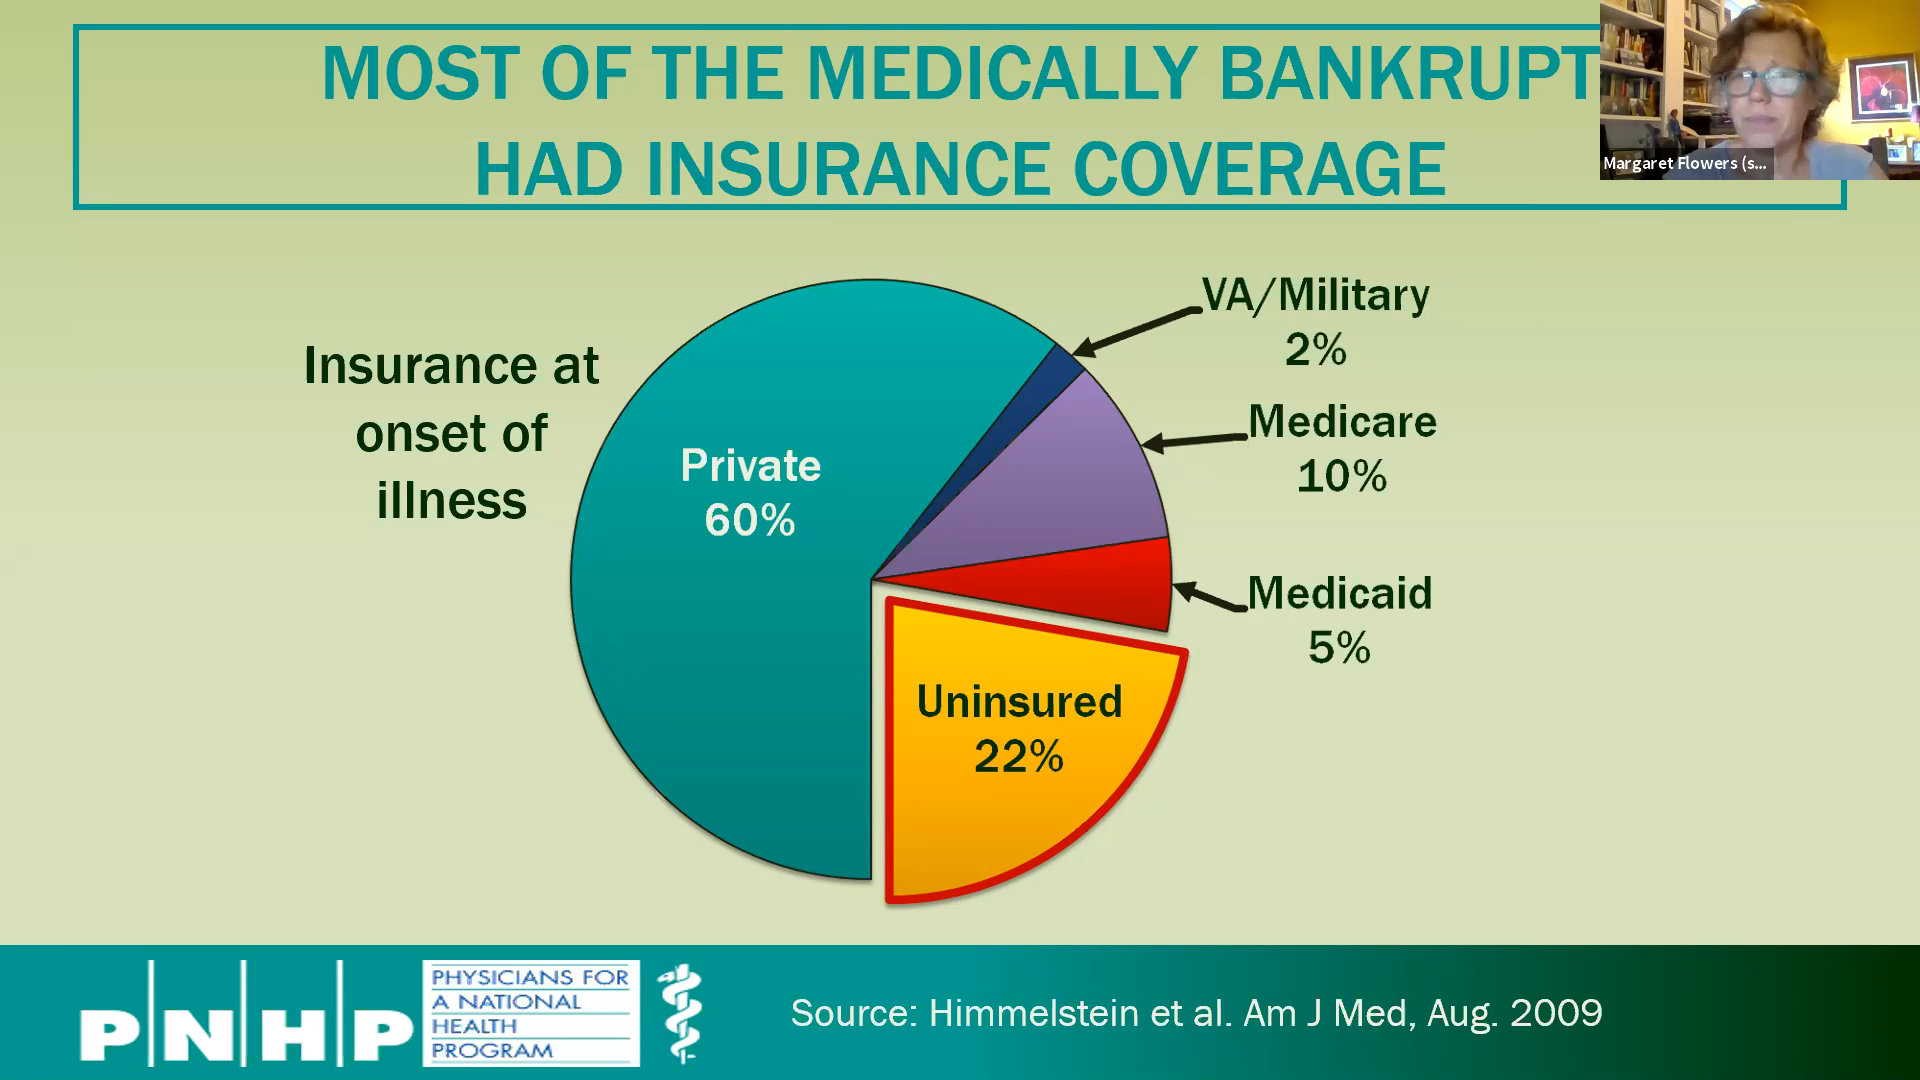 MOST OF THE MEDICALLY BANKRUPT
HAD INSURANCE COVERAGE
Margaret Flowers (s...
Insurance at
onset of
illness
Private
60%
VA/Military
2%
Medicare
10%
Medicaid
5%
Uninsured
22%
PNHP
PHYSICIANS FOR
A NATIONAL
HEALTH
PROGRAM
Source: Himmelstein et al. Am J Med, Aug. 2009